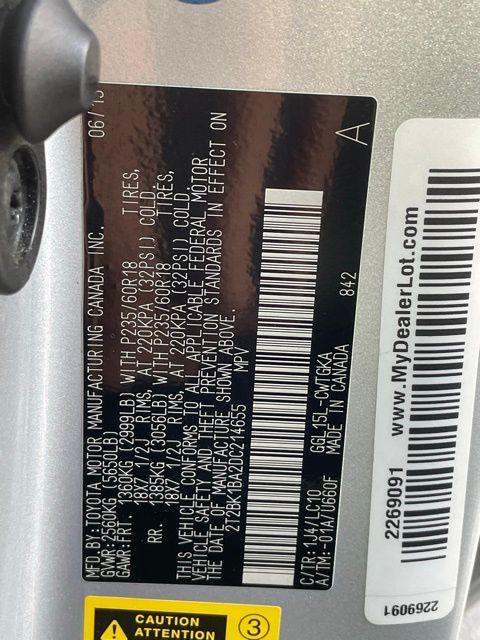 MFD.BY:TOYOTA MOTOR MANUFACTURING CANADA INC. 06/13
GVWR:2560KG (5650LB)
GAWR:FRT. 1360KG (2999LB) WITH P235/60R18 TIRES,
18X7 1/2J RIMS, AT 220KPA (32PSI) COLD.
RR. 1385KG (3058LB) WITH P235/60R18 TIRES,
18X7 1/2J RIMS, AT 220KPA (32PSI) COLD.
THIS VEHICLE CONFORMS TO ALL APPLICABLE FEDERAL MOTOR
VEHICLE SAFETY AND THEFT PREVENTION STANDARDS IN EFFECT ON
THE DATE OF MANUFACTURE SHOWN ABOVE.
2T2BK1BA2DC214655 MPV
C/TR:1J4/LC10 GGL15L-CWTGKA 842 A
A/TM:-01A/U660F MADE IN CANADA
2269091 www.MyDealerLot.com
2269091
CAUTION
ATTENTION
3